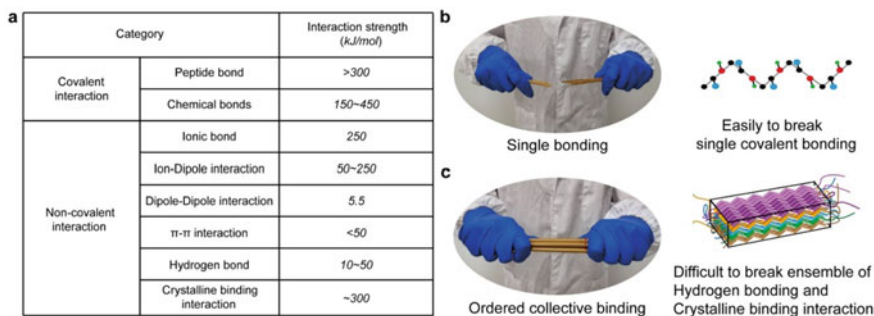 a
Category
Interaction strength
(kJ/mol)
Covalent
interaction
Peptide bond
>300
Chemical bonds
150~450
Non-covalent
interaction
Ionic bond
250
Ion-Dipole interaction
50~250
Dipole-Dipole interaction
5.5
π-π interaction
<50
Hydrogen bond
10~50
Crystalline binding
interaction
~300
b
Single bonding
Easily to break
single covalent bonding
c
Ordered collective binding
Difficult to break ensemble of
Hydrogen bonding and
Crystalline binding interaction